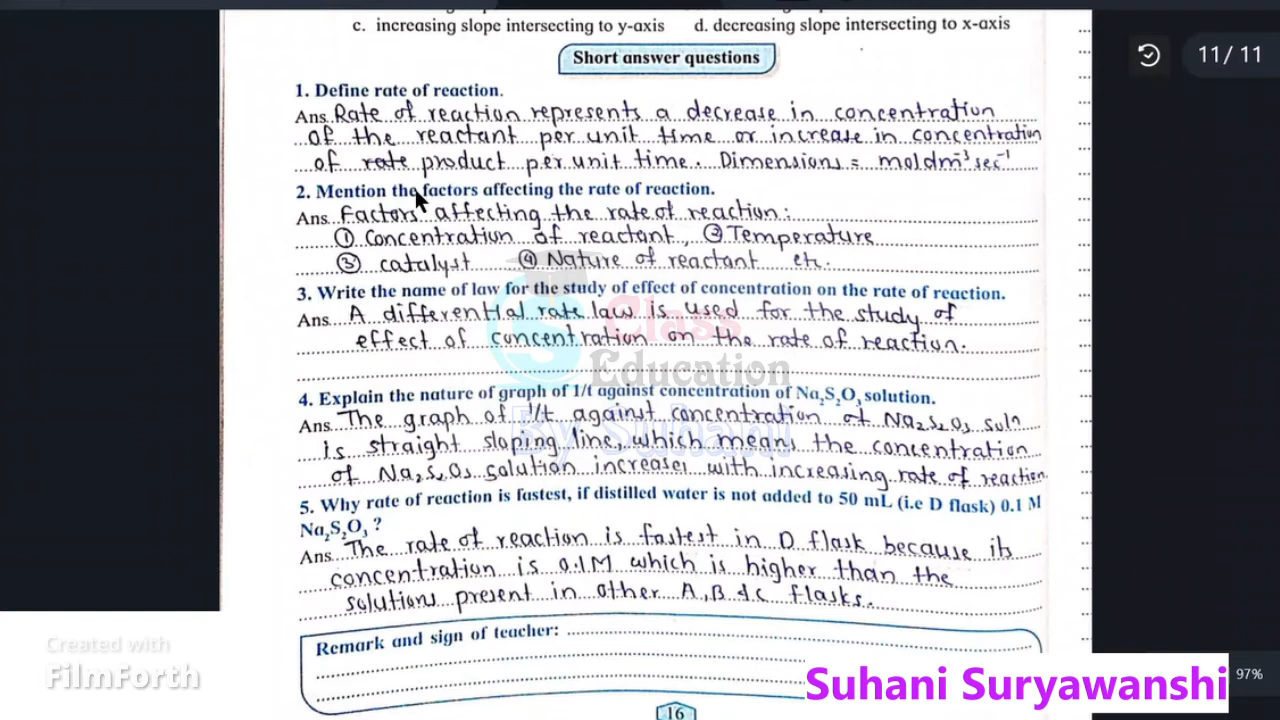 c. increasing slope intersecting to y-axis d. decreasing slope intersecting to x-axis
11 / 11
Short answer questions
1. Define rate of reaction.
Ans Rate of reaction represents a decrease in concentration
of the reactant per unit time or increase in concentration
of rate product per unit time. Dimensions = moldm⁻³ sec⁻¹
2. Mention the factors affecting the rate of reaction.
Ans Factors affecting the rate of reaction:
① Concentration of reactant, ② Temperature
③ catalyst ④ Nature of reactant etc.
3. Write the name of law for the study of effect of concentration on the rate of reaction.
Ans A differential rate law is used for the study of
effect of concentration on the rate of reaction.
S Class
Education
By Suhani
4. Explain the nature of graph of 1/t against concentration of Na₂S₂O₃ solution.
Ans The graph of 1/t against concentration of Na₂S₂O₃ solⁿ
is straight sloping line, which means the concentration
of Na₂S₂O₃ solution increases with increasing rate of reaction.
5. Why rate of reaction is fastest, if distilled water is not added to 50 mL (i.e D flask) 0.1 M
Na₂S₂O₃ ?
Ans The rate of reaction is fastest in D flask because its
concentration is 0.1M which is higher than the
solutions present in other A, B & C flasks.
Remark and sign of teacher:
Created with
FilmForth
Suhani Suryawanshi
97%
16